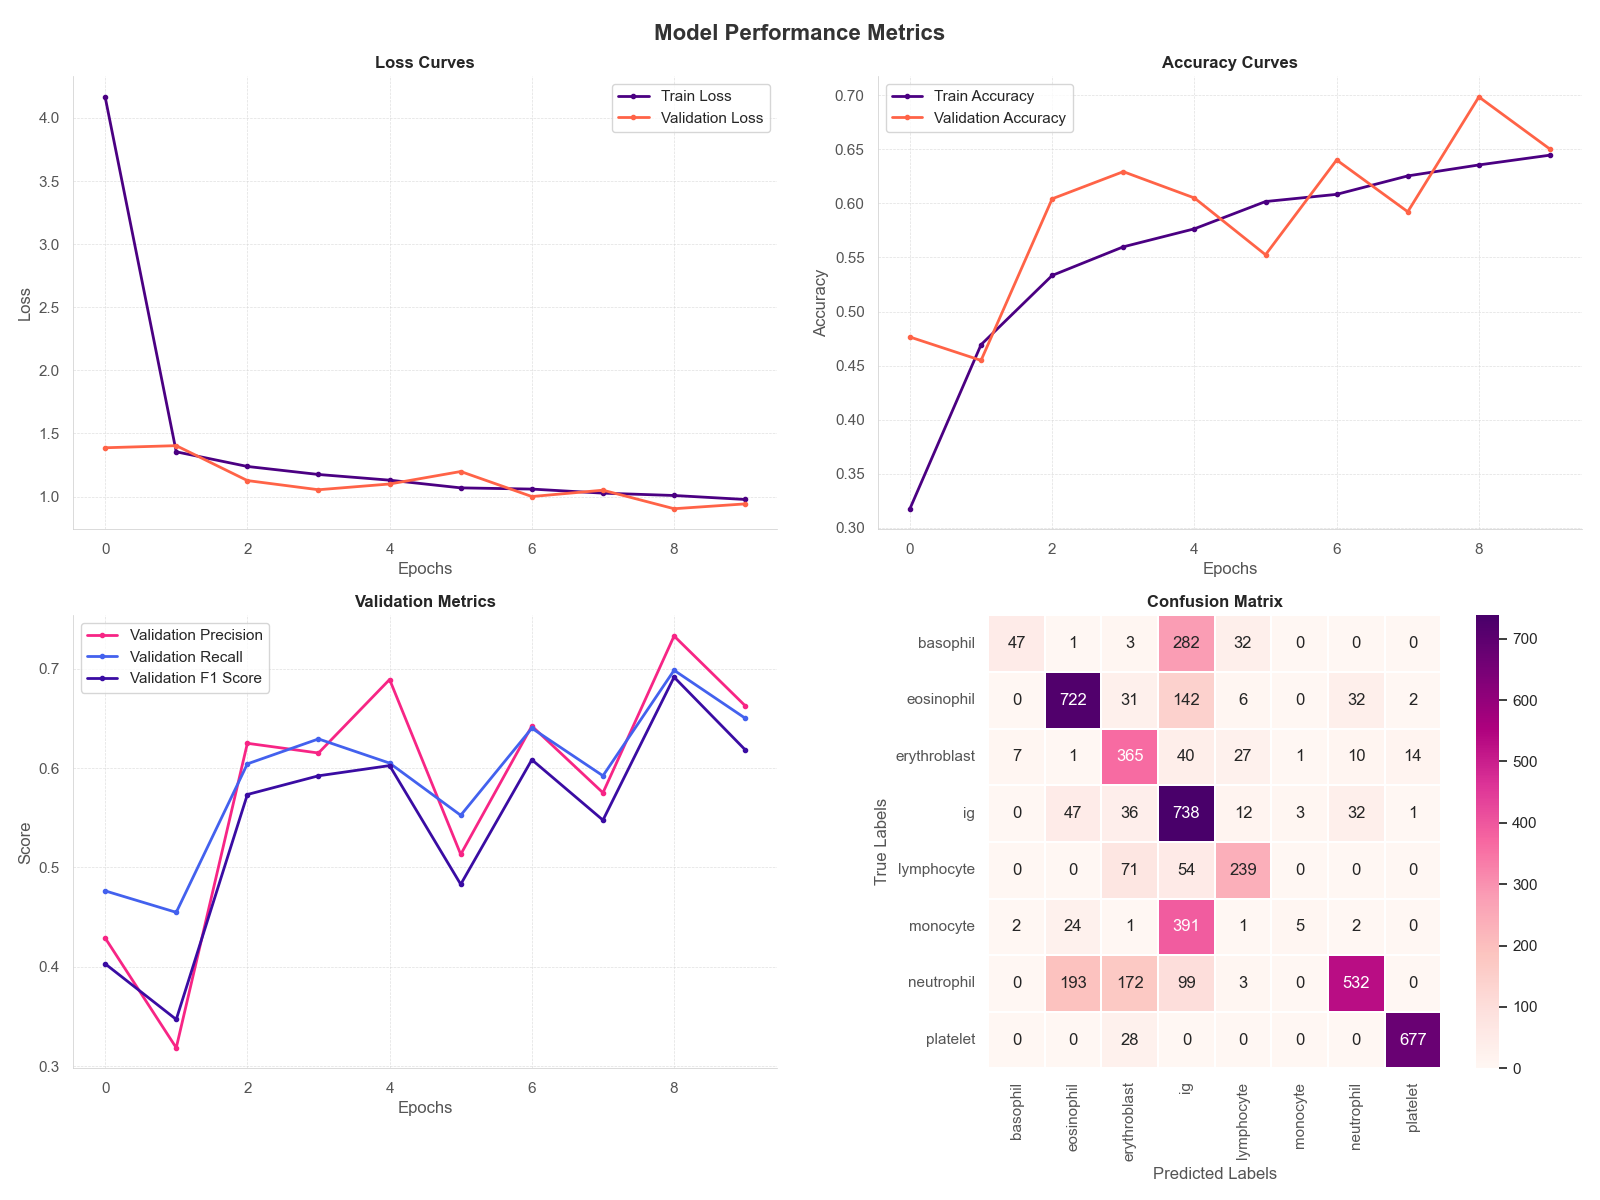 Model Performance Metrics
Loss Curves
Train Loss
Validation Loss
4.0
3.5
3.0
2.5
2.0
1.5
1.0
Loss
0 2 4 6 8
Epochs
Accuracy Curves
Train Accuracy
Validation Accuracy
0.70
0.65
0.60
0.55
0.50
0.45
0.40
0.35
0.30
Accuracy
0 2 4 6 8
Epochs
Validation Metrics
Validation Precision
Validation Recall
Validation F1 Score
0.7
0.6
0.5
0.4
0.3
Score
0 2 4 6 8
Epochs
Confusion Matrix
True Labels
basophil 47 1 3 282 32 0 0 0
eosinophil 0 722 31 142 6 0 32 2
erythroblast 7 1 365 40 27 1 10 14
ig 0 47 36 738 12 3 32 1
lymphocyte 0 0 71 54 239 0 0 0
monocyte 2 24 1 391 1 5 2 0
neutrophil 0 193 172 99 3 0 532 0
platelet 0 0 28 0 0 0 0 677
basophil eosinophil erythroblast ig lymphocyte monocyte neutrophil platelet
Predicted Labels
700
600
500
400
300
200
100
0